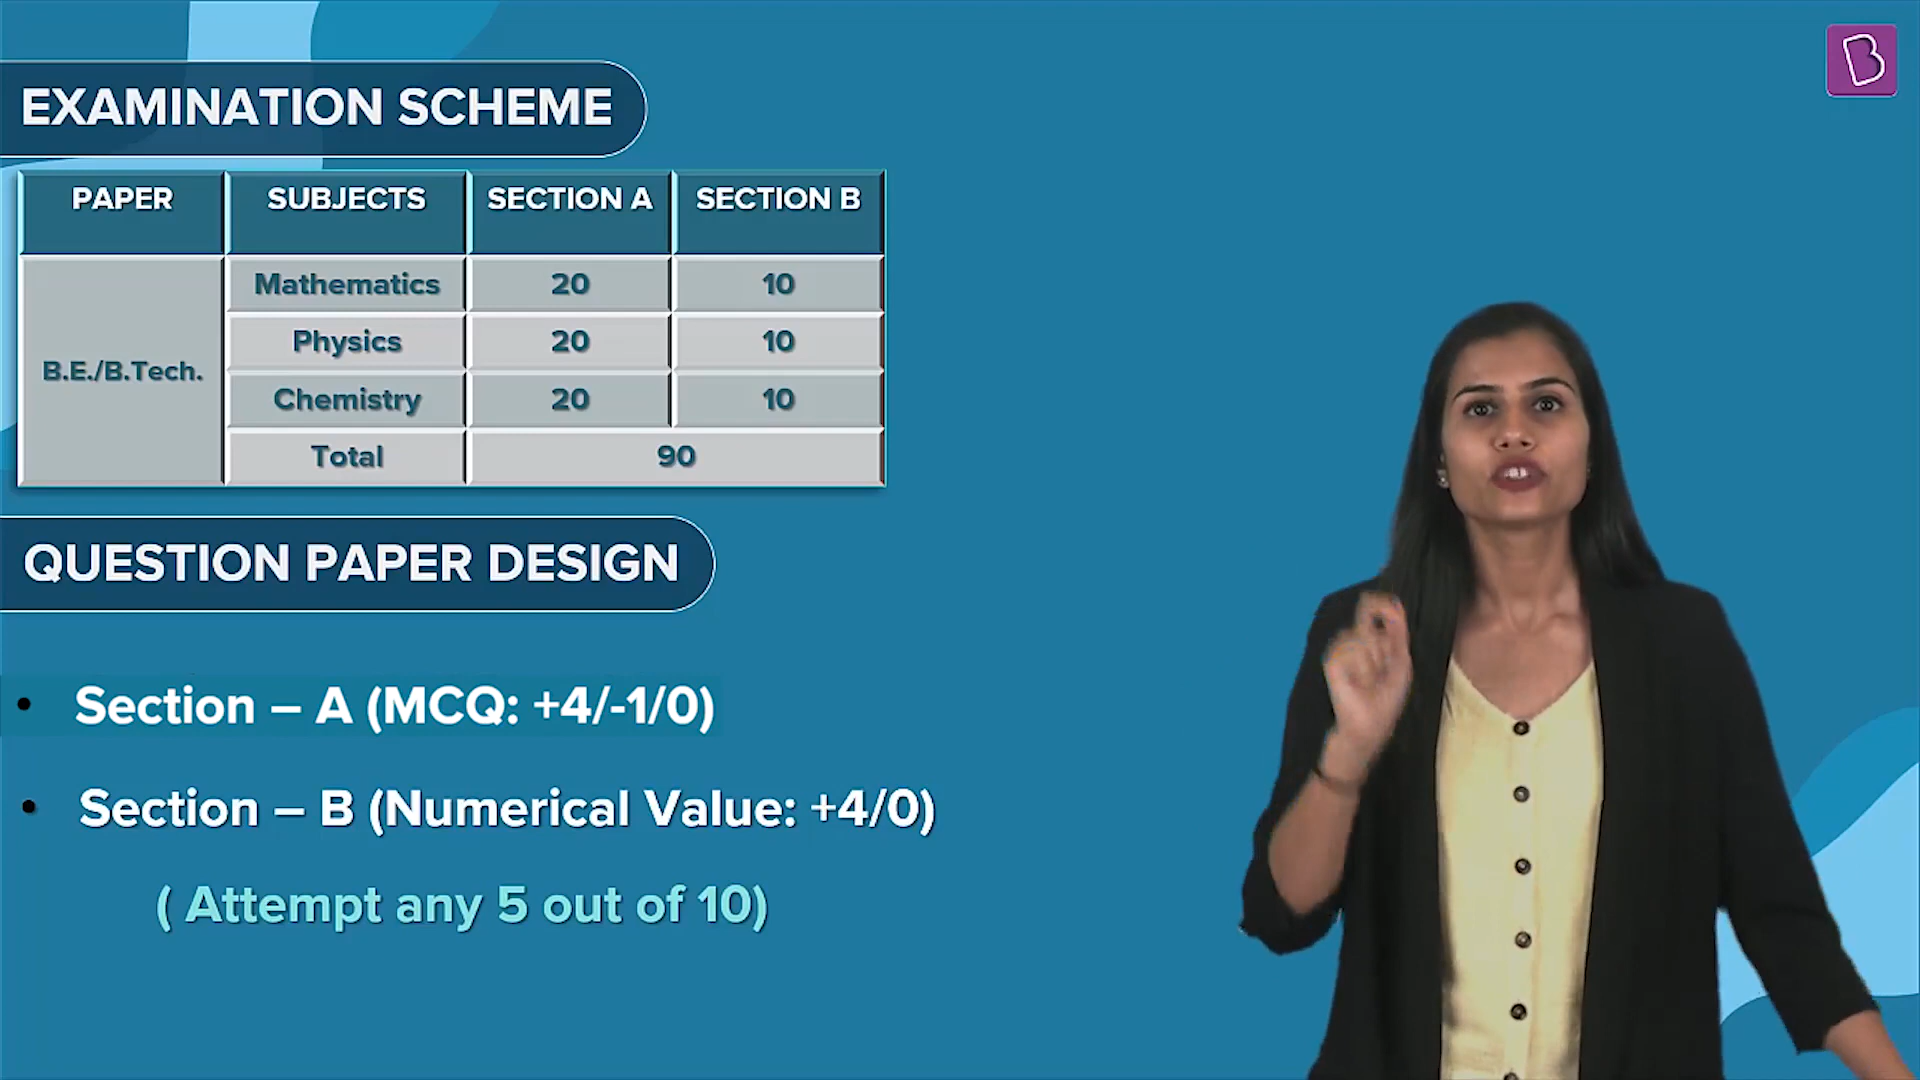 EXAMINATION SCHEME
PAPER SUBJECTS SECTION A SECTION B
Mathematics 20 10
Physics 20 10
B.E./B.Tech.
Chemistry 20 10
Total 90
QUESTION PAPER DESIGN
• Section – A (MCQ: +4/-1/0)
• Section – B (Numerical Value: +4/0)
( Attempt any 5 out of 10)
B